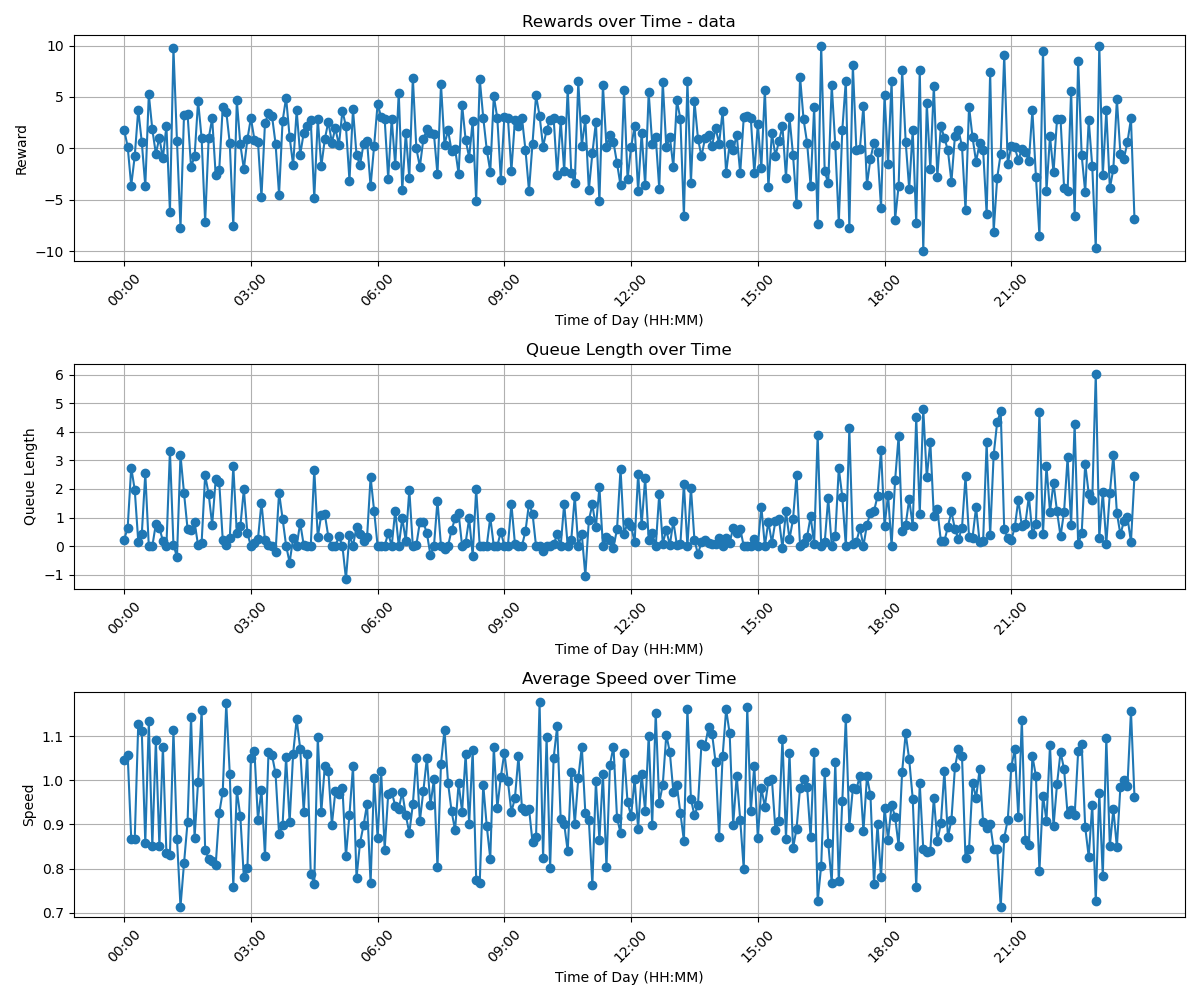 Rewards over Time - data
10
5
0
−5
−10
Reward
00:00 03:00 06:00 09:00 12:00 15:00 18:00 21:00
Time of Day (HH:MM)
Queue Length over Time
6
5
4
3
2
1
0
−1
Queue Length
00:00 03:00 06:00 09:00 12:00 15:00 18:00 21:00
Time of Day (HH:MM)
Average Speed over Time
1.1
1.0
0.9
0.8
0.7
Speed
00:00 03:00 06:00 09:00 12:00 15:00 18:00 21:00
Time of Day (HH:MM)